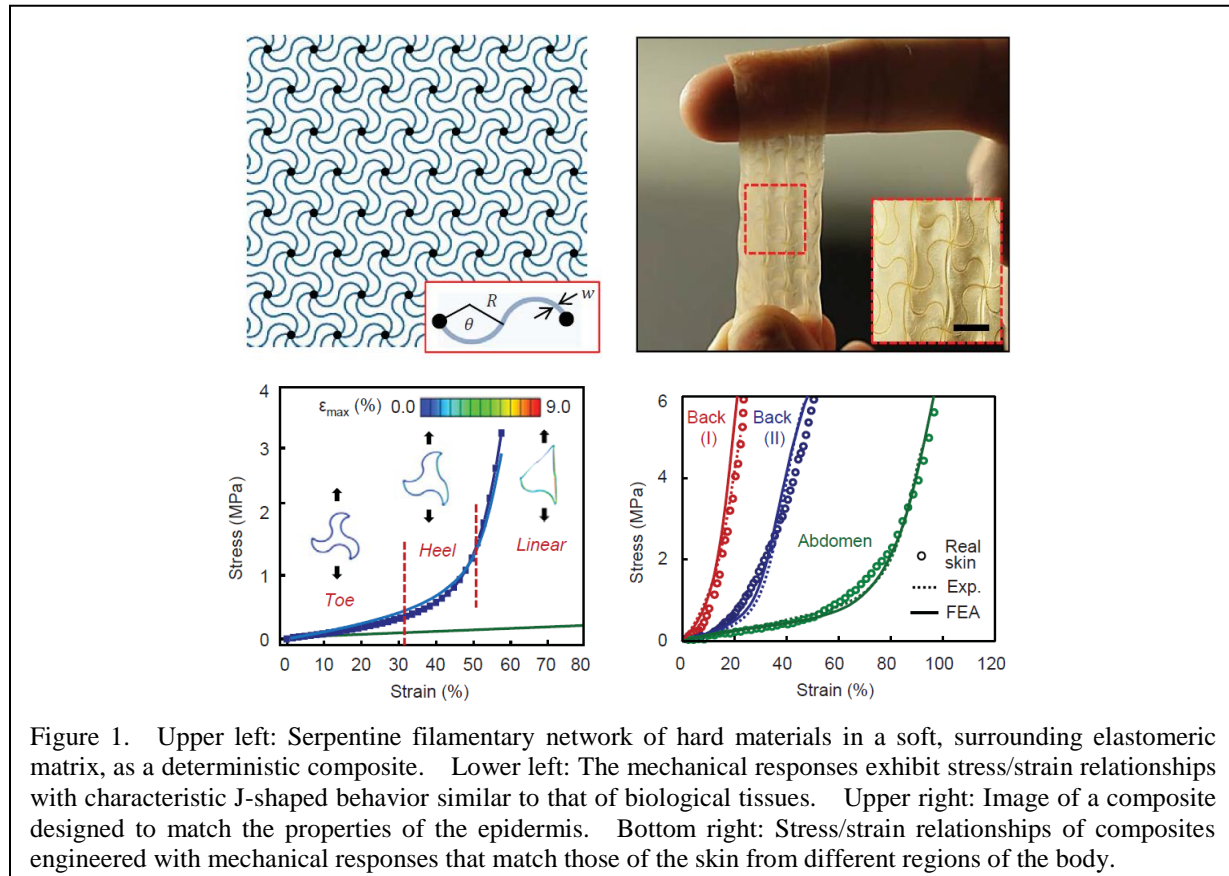 R
w
θ
4
3
2
1
0
Stress (MPa)
εmax (%) 0.0 9.0
Toe
Heel
Linear
0 10 20 30 40 50 60 70 80
Strain (%)
6
4
2
0
Stress (MPa)
Back
(I)
Back
(II)
Abdomen
Real
skin
Exp.
FEA
0 20 40 60 80 100 120
Strain (%)
Figure 1. Upper left: Serpentine filamentary network of hard materials in a soft, surrounding elastomeric
matrix, as a deterministic composite. Lower left: The mechanical responses exhibit stress/strain relationships
with characteristic J-shaped behavior similar to that of biological tissues. Upper right: Image of a composite
designed to match the properties of the epidermis. Bottom right: Stress/strain relationships of composites
engineered with mechanical responses that match those of the skin from different regions of the body.